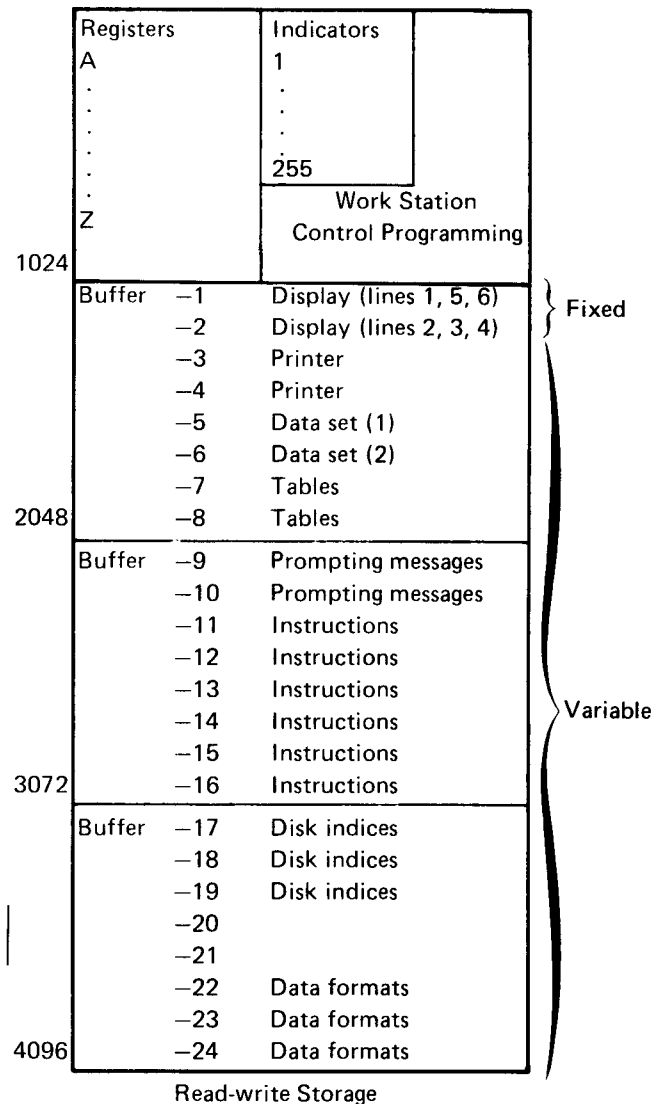 Registers Indicators
A 1
. .
. .
. .
. .
. 255
. Work Station
Z Control Programming
1024
Buffer —1 Display (lines 1, 5, 6)
Fixed
—2 Display (lines 2, 3, 4)
—3 Printer
—4 Printer
—5 Data set (1)
—6 Data set (2)
—7 Tables
2048 —8 Tables
Buffer —9 Prompting messages
—10 Prompting messages
—11 Instructions
—12 Instructions
—13 Instructions
—14 Instructions
Variable
—15 Instructions
3072 —16 Instructions
Buffer —17 Disk indices
—18 Disk indices
—19 Disk indices
—20
—21
—22 Data formats
—23 Data formats
4096 —24 Data formats
Read-write Storage